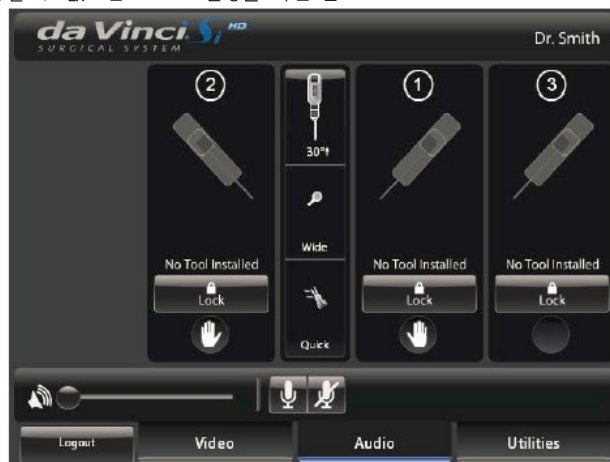 da Vinci Si HD
SURGICAL SYSTEM
Dr. Smith
2
1
3
30°
No Tool Installed
Wide
No Tool Installed
No Tool Installed
Lock
Lock
Lock
Quick
Logout
Video
Audio
Utilities